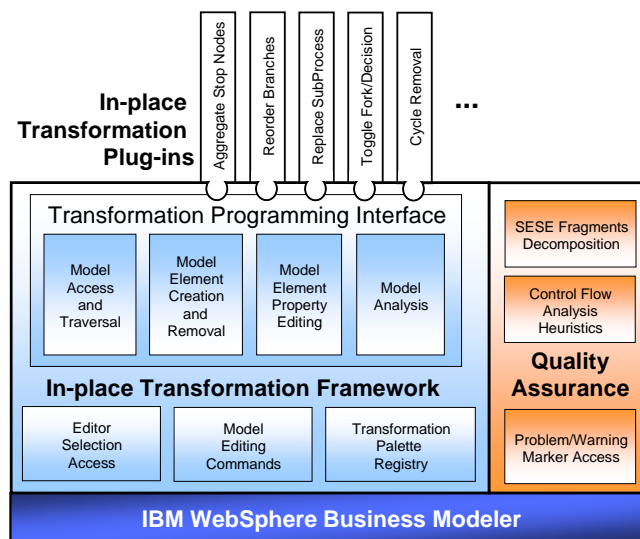 In-place
Transformation
Plug-ins
Aggregate Stop Nodes
Reorder Branches
Replace SubProcess
Toggle Fork/Decision
Cycle Removal
...
Transformation Programming Interface
Model
Access
and
Traversal
Model
Element
Creation
and
Removal
Model
Element
Property
Editing
Model
Analysis
In-place Transformation Framework
Editor
Selection
Access
Model
Editing
Commands
Transformation
Palette
Registry
SESE Fragments
Decomposition
Control Flow
Analysis
Heuristics
Quality
Assurance
Problem/Warning
Marker Access
IBM WebSphere Business Modeler